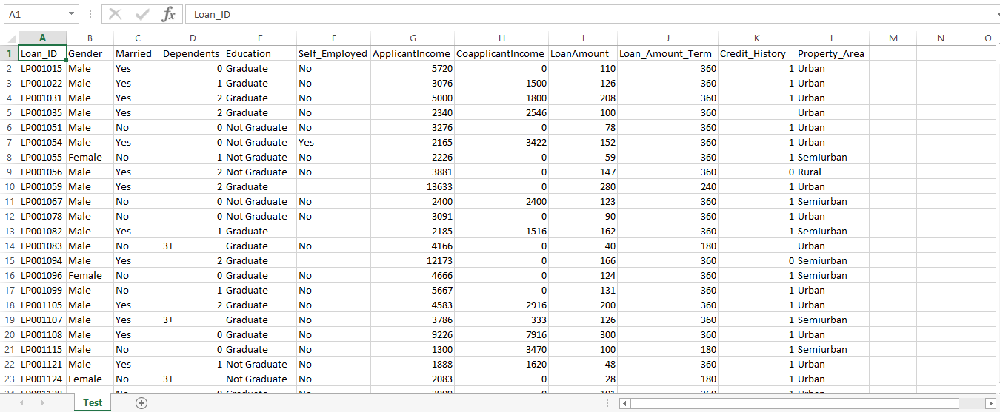 A1 fx Loan_ID
A B C D E F G H I J K L M N O
1 Loan_ID Gender Married Dependents Education Self_Employed ApplicantIncome CoapplicantIncome LoanAmount Loan_Amount_Term Credit_History Property_Area
2 LP001015 Male Yes 0 Graduate No 5720 0 110 360 1 Urban
3 LP001022 Male Yes 1 Graduate No 3076 1500 126 360 1 Urban
4 LP001031 Male Yes 2 Graduate No 5000 1800 208 360 1 Urban
5 LP001035 Male Yes 2 Graduate No 2340 2546 100 360 Urban
6 LP001051 Male No 0 Not Graduate No 3276 0 78 360 1 Urban
7 LP001054 Male Yes 0 Not Graduate Yes 2165 3422 152 360 1 Urban
8 LP001055 Female No 1 Not Graduate No 2226 0 59 360 1 Semiurban
9 LP001056 Male Yes 2 Not Graduate No 3881 0 147 360 0 Rural
10 LP001059 Male Yes 2 Graduate 13633 0 280 240 1 Urban
11 LP001067 Male No 0 Not Graduate No 2400 2400 123 360 1 Semiurban
12 LP001078 Male No 0 Not Graduate No 3091 0 90 360 1 Urban
13 LP001082 Male Yes 1 Graduate 2185 1516 162 360 1 Semiurban
14 LP001083 Male No 3+ Graduate No 4166 0 40 180 Urban
15 LP001094 Male Yes 2 Graduate 12173 0 166 360 0 Semiurban
16 LP001096 Female No 0 Graduate No 4666 0 124 360 1 Semiurban
17 LP001099 Male No 1 Graduate No 5667 0 131 360 1 Urban
18 LP001105 Male Yes 2 Graduate No 4583 2916 200 360 1 Urban
19 LP001107 Male Yes 3+ Graduate No 3786 333 126 360 1 Semiurban
20 LP001108 Male Yes 0 Graduate No 9226 7916 300 360 1 Urban
21 LP001115 Male No 0 Graduate No 1300 3470 100 180 1 Semiurban
22 LP001121 Male Yes 1 Not Graduate No 1888 1620 48 360 1 Urban
23 LP001124 Female No 3+ Not Graduate No 2083 0 28 180 1 Urban
Test